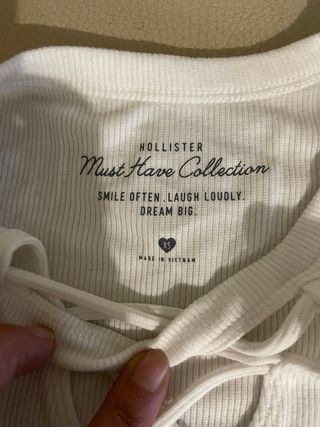 HOLLISTER
Must Have Collection
SMILE OFTEN. LAUGH LOUDLY.
DREAM BIG.
XS
MADE IN VIETNAM